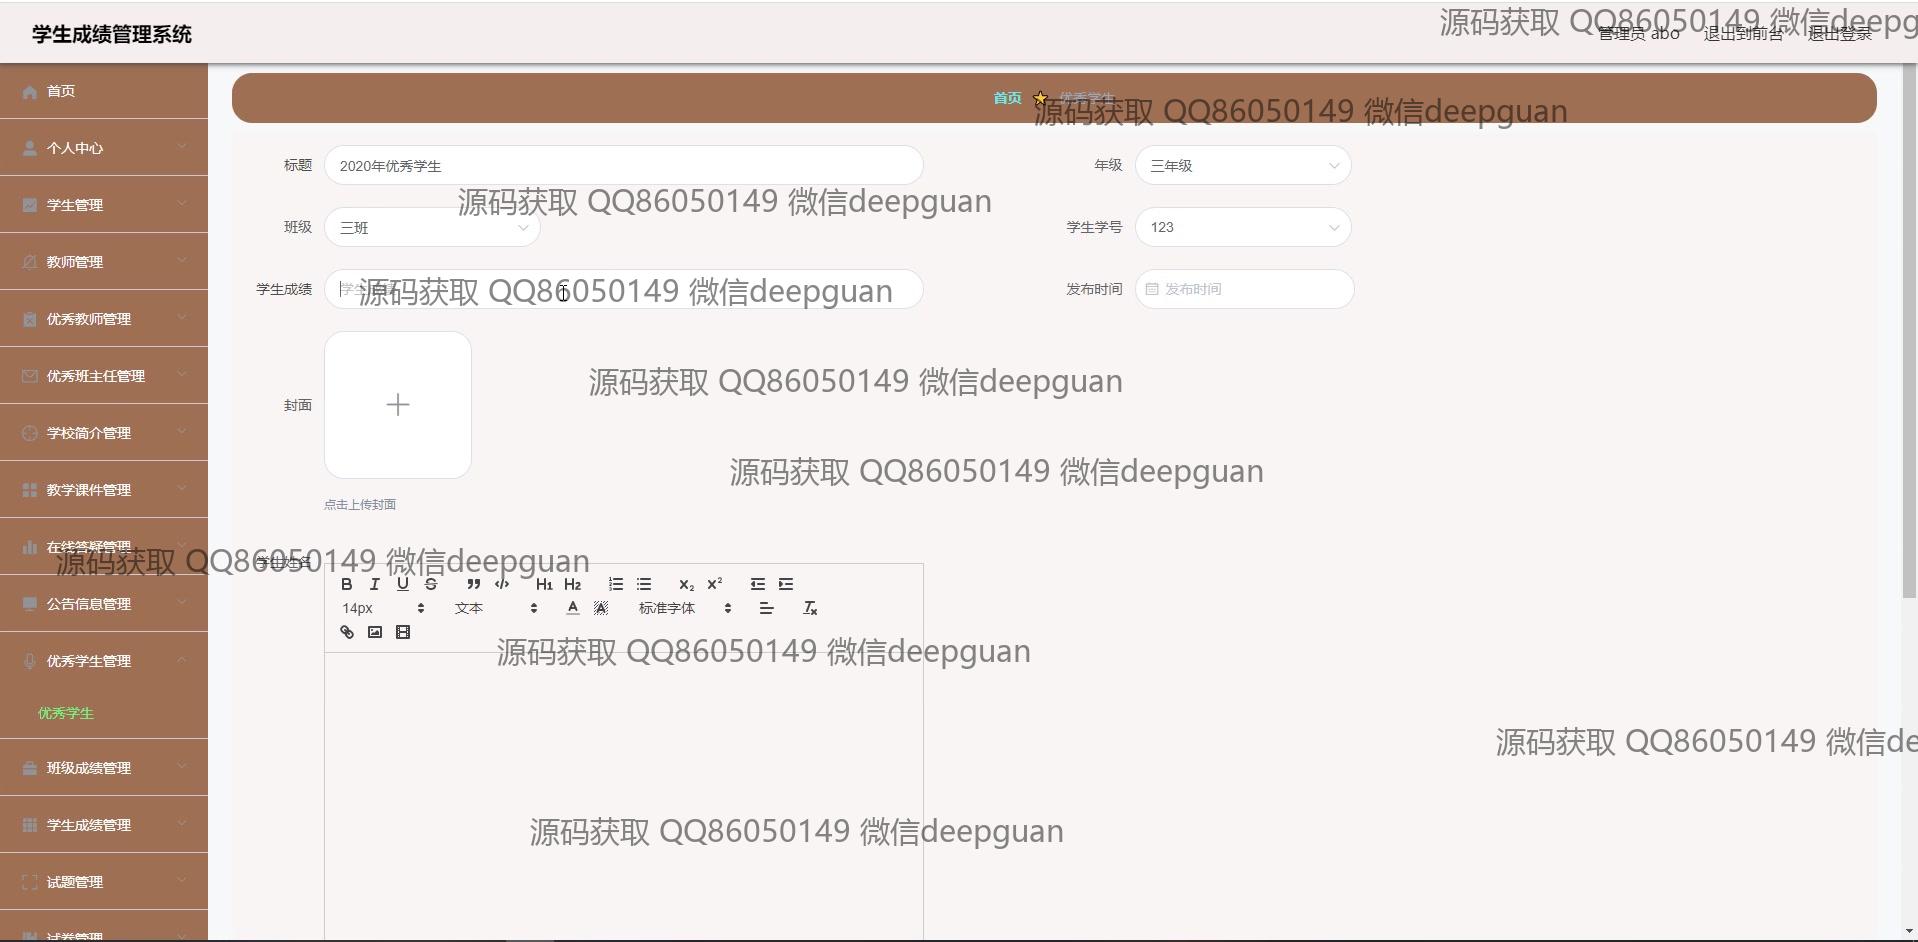 学生成绩管理系统
源码获取 QQ86050149 微信deepg
管理员 abo 退出到前台 退出登录
首页
首页 优秀学生
源码获取 QQ86050149 微信deepguan
个人中心
标题 2020年优秀学生
年级 三年级
源码获取 QQ86050149 微信deepguan
学生管理
班级 三班
学生学号 123
教师管理
学生成绩
源码获取 QQ86050149 微信deepguan
发布时间 发布时间
优秀教师管理
优秀班主任管理
源码获取 QQ86050149 微信deepguan
封面
学校简介管理
源码获取 QQ86050149 微信deepguan
教学课件管理
点击上传封面
在线答疑管理
源码获取 QQ86050149 微信deepguan
学生姓名
B I U S H1 H2 X2 X2
公告信息管理
14px 文本 A A 标准字体 Tx
优秀学生管理
源码获取 QQ86050149 微信deepguan
优秀学生
源码获取 QQ86050149 微信de
班级成绩管理
学生成绩管理
源码获取 QQ86050149 微信deepguan
试题管理
试卷管理